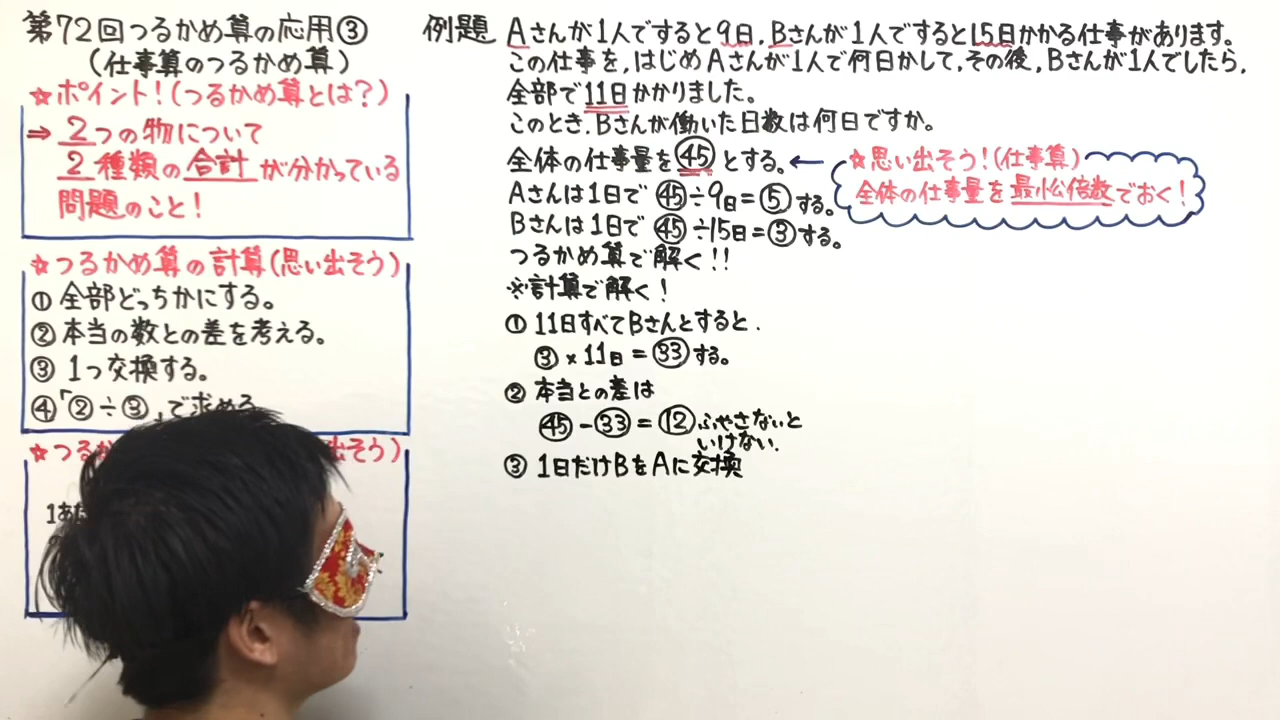 第72回つるかめ算の応用③
(仕事算のつるかめ算)
☆ポイント!(つるかめ算とは?)
⇒ 2つの物について
2種類の合計が分かっている
問題のこと!
☆つるかめ算の計算(思い出そう)
① 全部どっちかにする。
② 本当の数との差を考える。
③ 1つ交換する。
④「②÷③」で求める
☆つるか
出そう)
1あた
例題 Aさんが1人ですると9日,Bさんが1人ですると15日かかる仕事があります。
この仕事を,はじめAさんが1人で何日かして,その後,Bさんが1人でしたら,
全部で11日かかりました。
このとき,Bさんが働いた日数は何日ですか。
全体の仕事量を㊺とする。←
☆思い出そう!(仕事算)
全体の仕事量を最小公倍数でおく!
Aさんは1日で ㊺÷9日=⑤する。
Bさんは1日で ㊺÷15日=③する。
つるかめ算で解く!!
※計算で解く!
① 11日すべてBさんとすると,
③×11日=㉝する。
② 本当との差は
㊺-㉝=⑫ふやさないと
いけない.
③ 1日だけBをAに交換